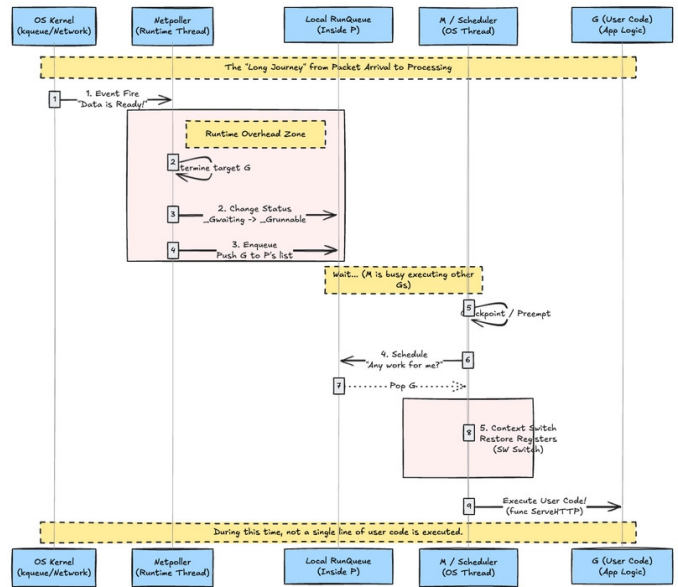 OS Kernel
(kqueue/Network)
Netpoller
(Runtime Thread)
Local RunQueue
(Inside P)
M / Scheduler
(OS Thread)
G (User Code)
(App Logic)
The "Long Journey" from Packet Arrival to Processing
1
1. Event Fire
"Data is Ready!"
Runtime Overhead Zone
2
termine target G
3
2. Change Status
_Gwaiting -> _Grunnable
4
3. Enqueue
Push G to P's list
Wait... (M is busy executing other
Gs)
5
ckpoint / Preempt
6
4. Schedule
"Any work for me?"
7
Pop G
8
5. Context Switch
Restore Registers
(SW Switch)
9
Execute User Code!
(func ServeHTTP)
During this time, not a single line of user code is executed.
OS Kernel
(kqueue/Network)
Netpoller
(Runtime Thread)
Local RunQueue
(Inside P)
M / Scheduler
(OS Thread)
G (User Code)
(App Logic)